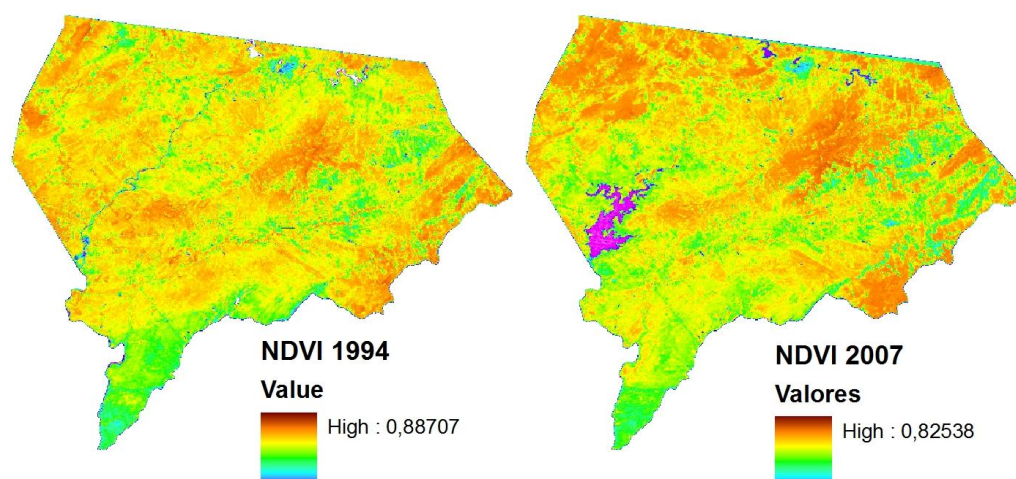 NDVI 1994
Value
High : 0,88707
NDVI 2007
Valores
High : 0,82538